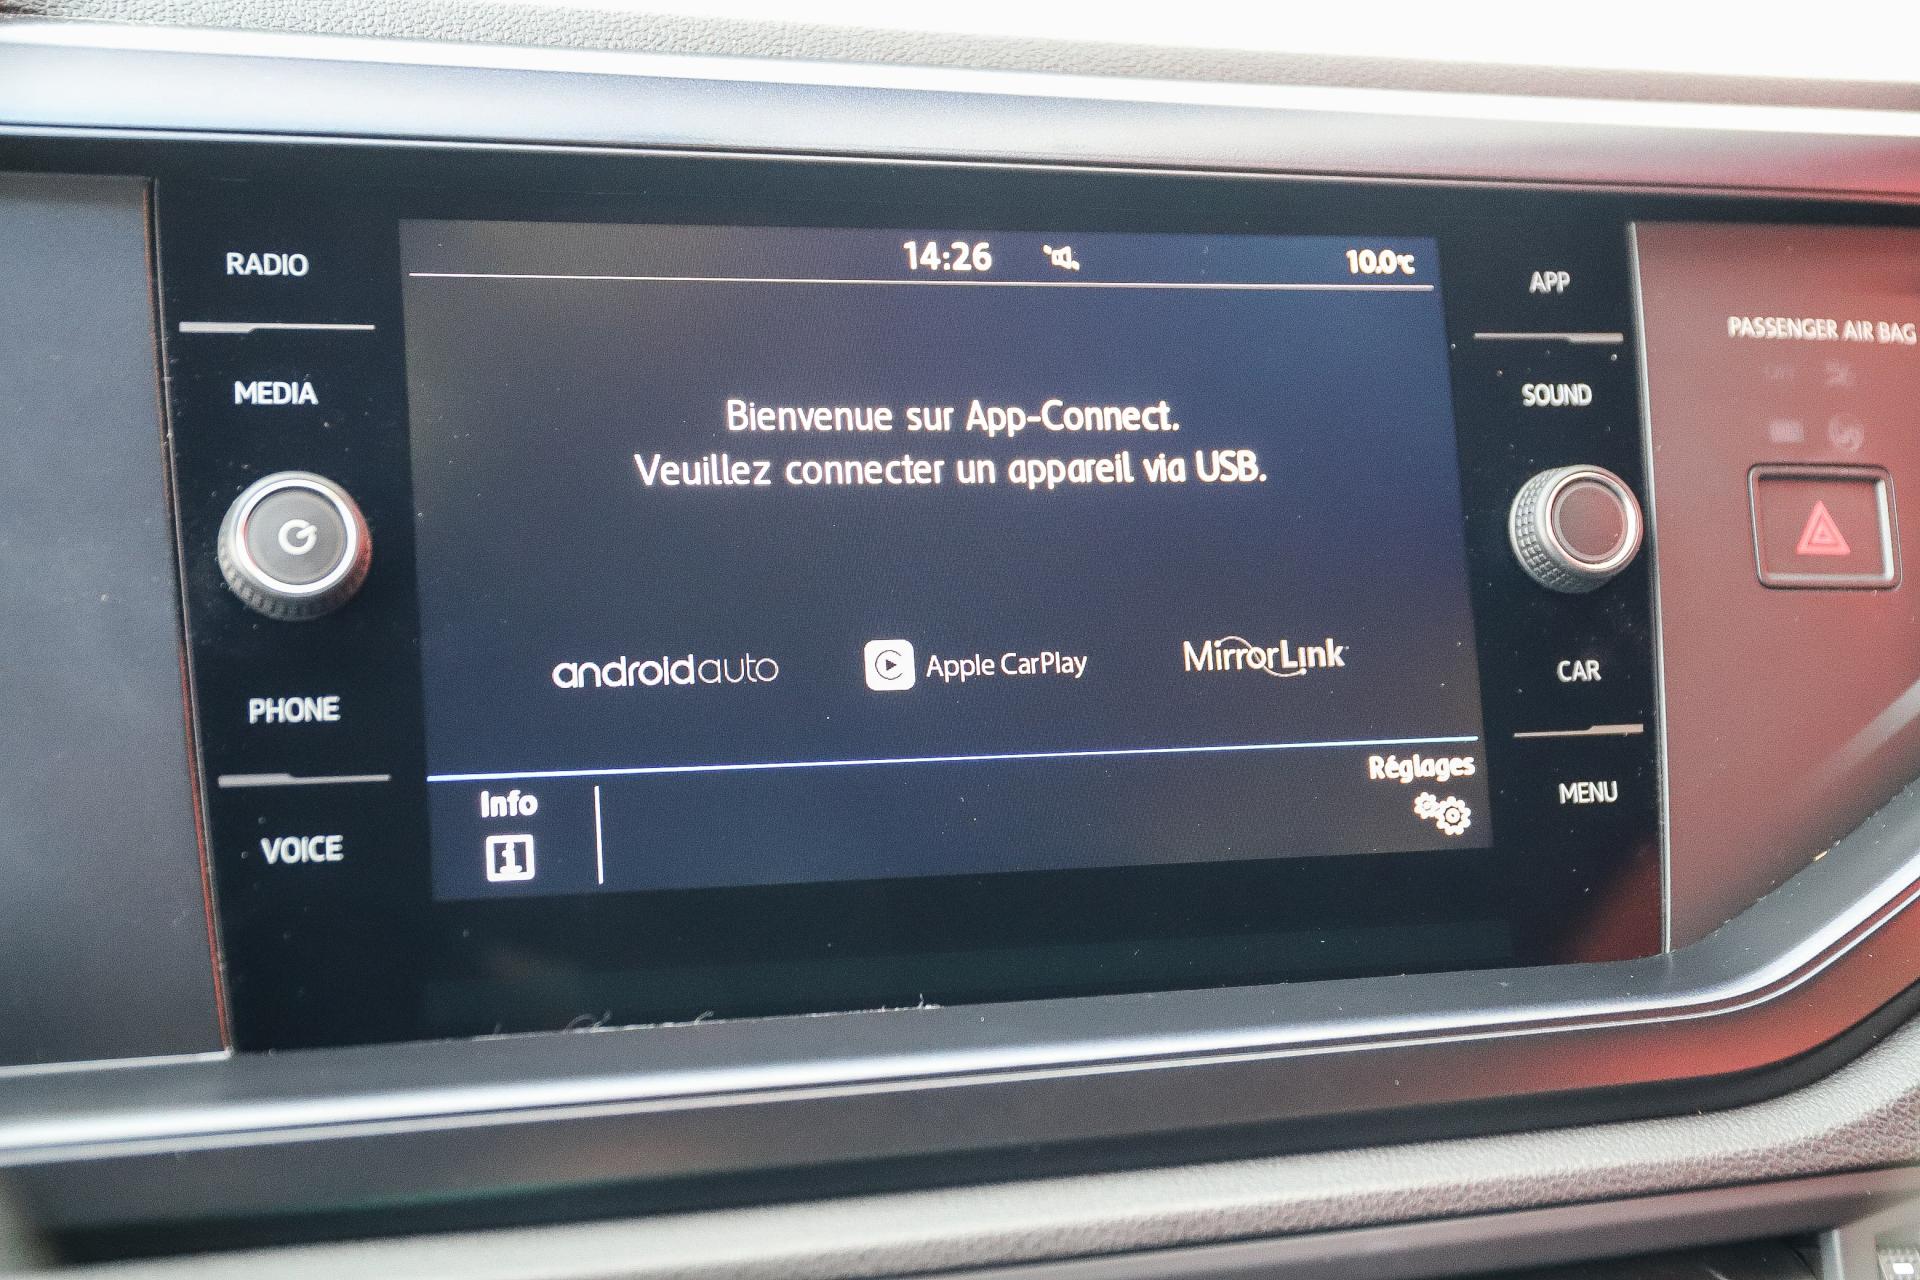 RADIO
MEDIA
PHONE
VOICE
14:26
10.0°C
Bienvenue sur App-Connect.
Veuillez connecter un appareil via USB.
androidauto
Apple CarPlay
MirrorLink
Info
Réglages
APP
SOUND
CAR
MENU
PASSENGER AIR BAG